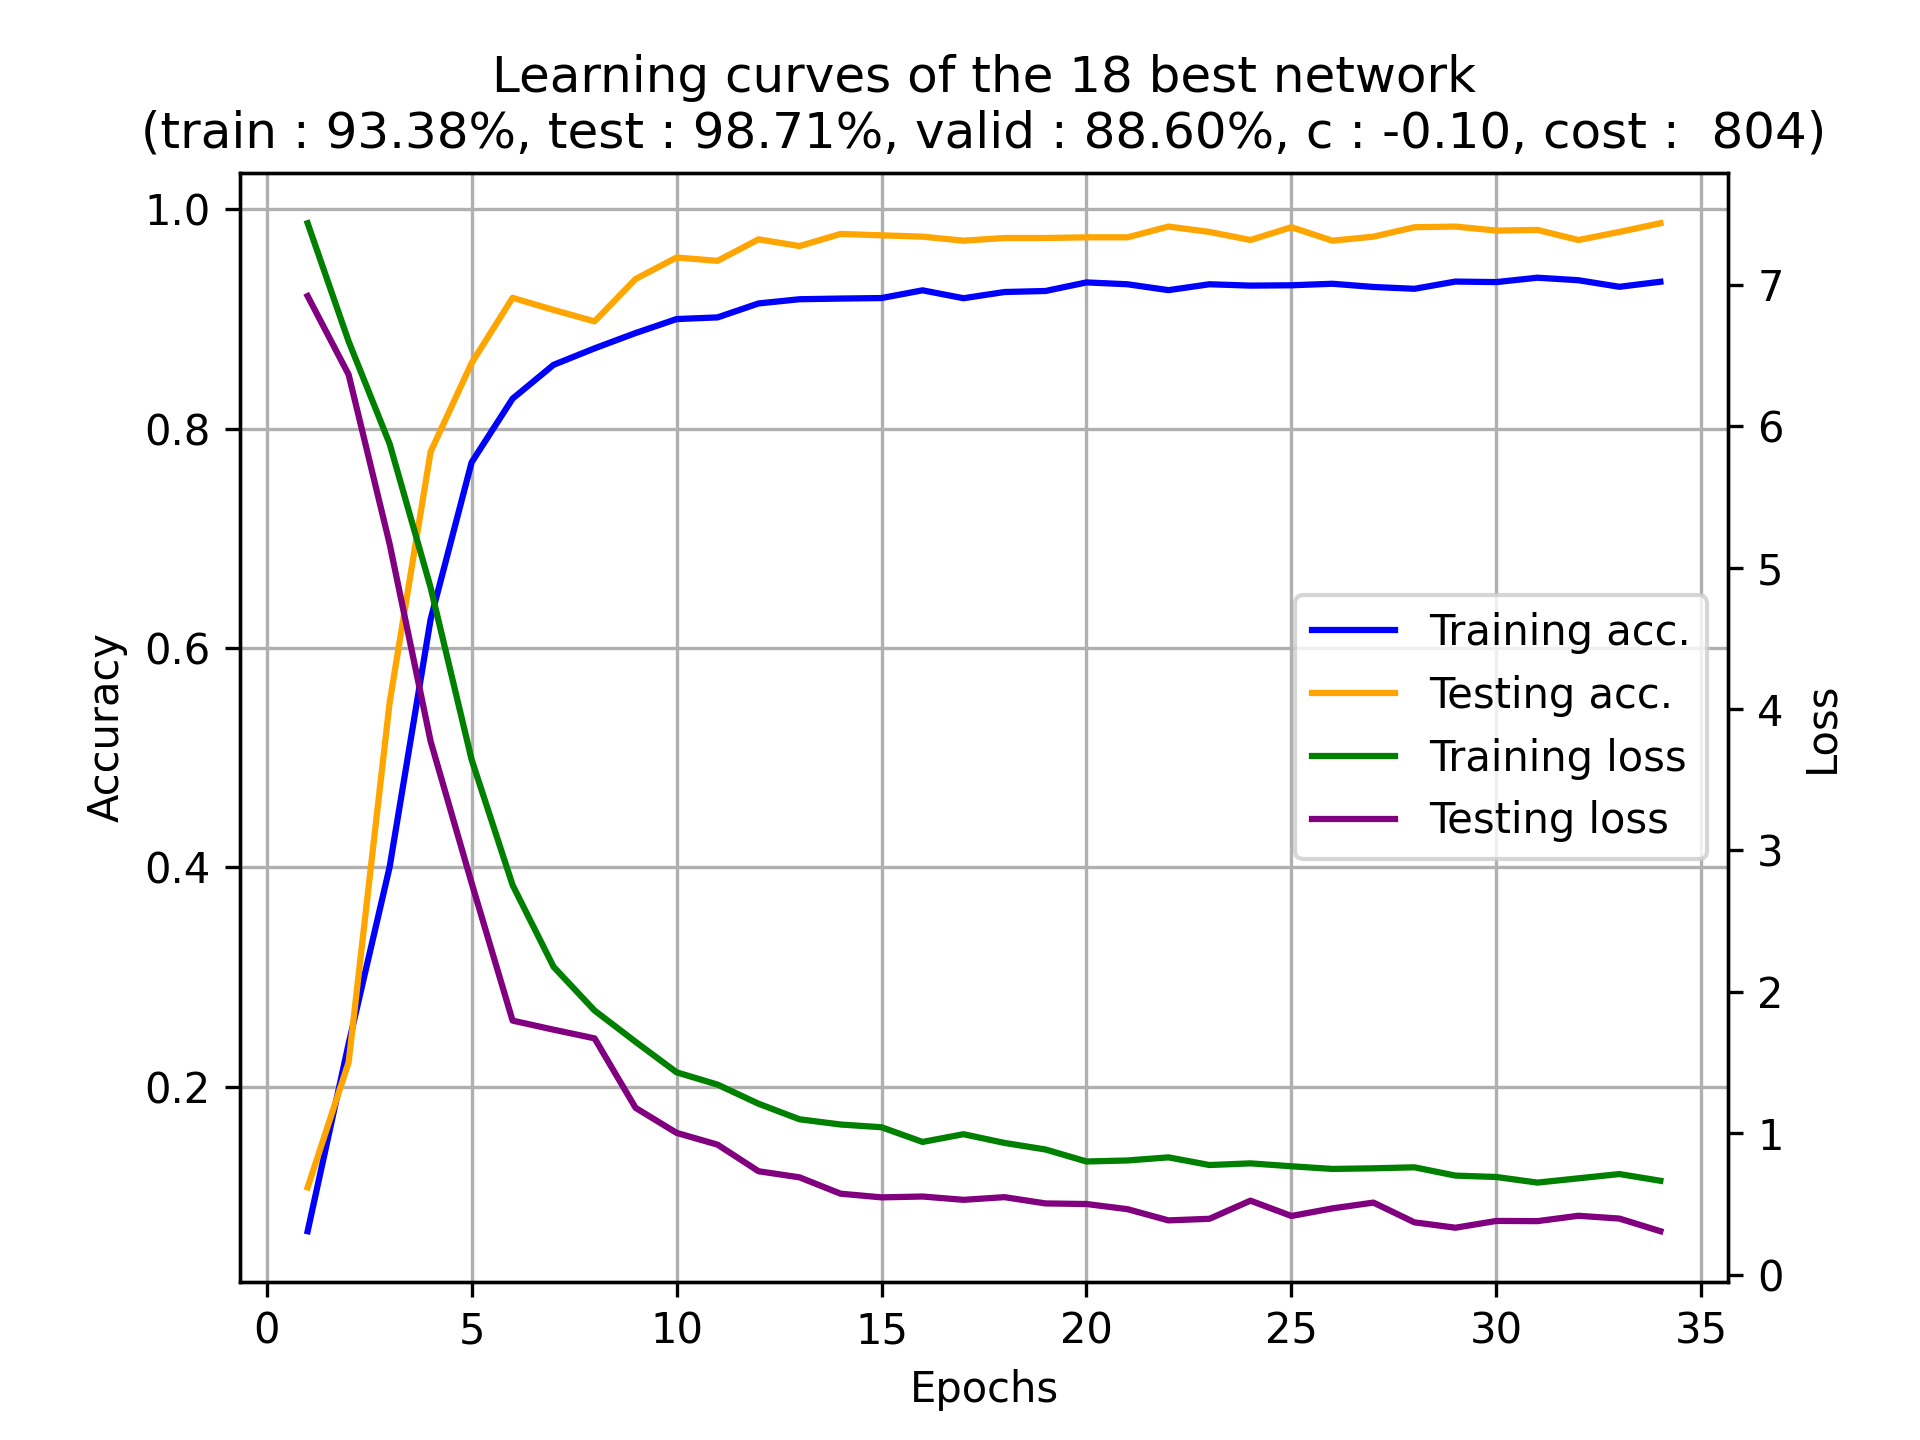 Learning curves of the 18 best network
(train : 93.38%, test : 98.71%, valid : 88.60%, c : -0.10, cost :  804)
1.0
0.8
0.6
0.4
0.2
Accuracy
7
6
5
4
3
2
1
0
Loss
Training acc.
Testing acc.
Training loss
Testing loss
0 5 10 15 20 25 30 35
Epochs